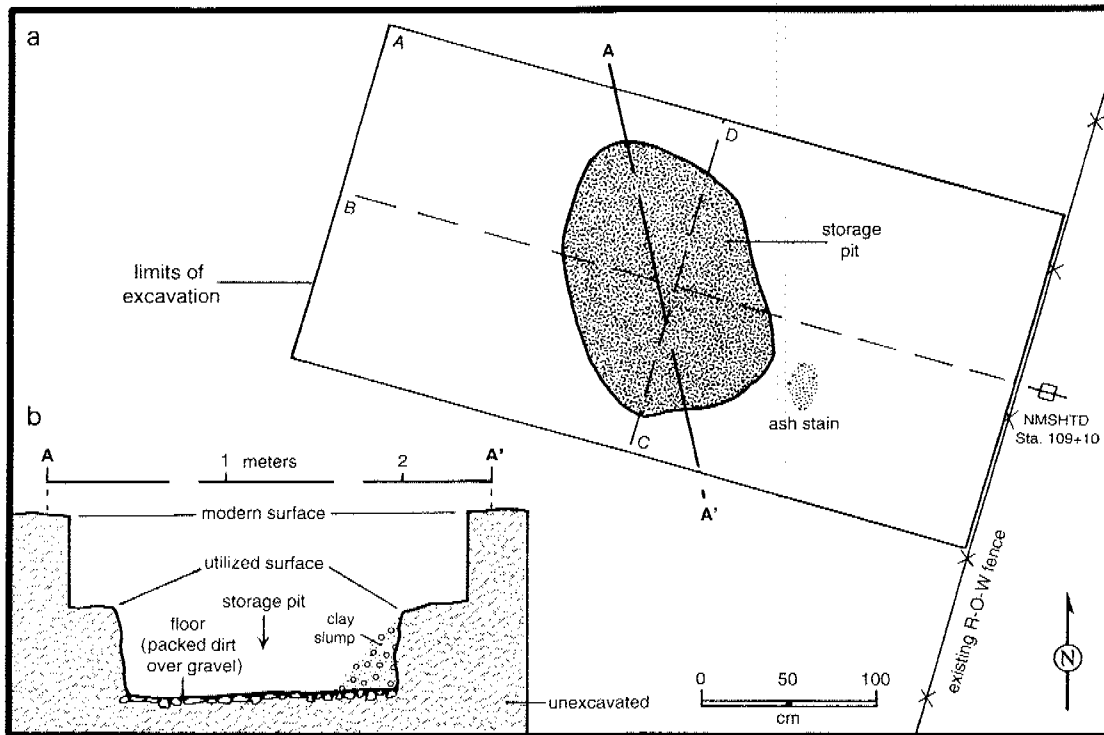 a
A
A
D
B
storage
pit
limits of
excavation
ash stain
NMSHTD
Sta. 109+10
C
A'
existing R-O-W fence
N
0 50 100
cm
b
A 1 meters 2 A'
modern surface
utilized surface
storage pit
floor
(packed dirt
over gravel)
clay
slump
unexcavated